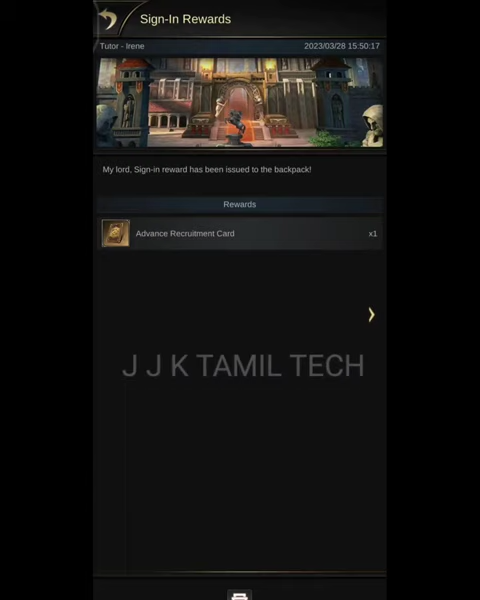 Sign-In Rewards
Tutor - Irene 2023/03/28 15:50:17
My lord, Sign-in reward has been issued to the backpack!
Rewards
Advance Recruitment Card x1
J J K TAMIL TECH